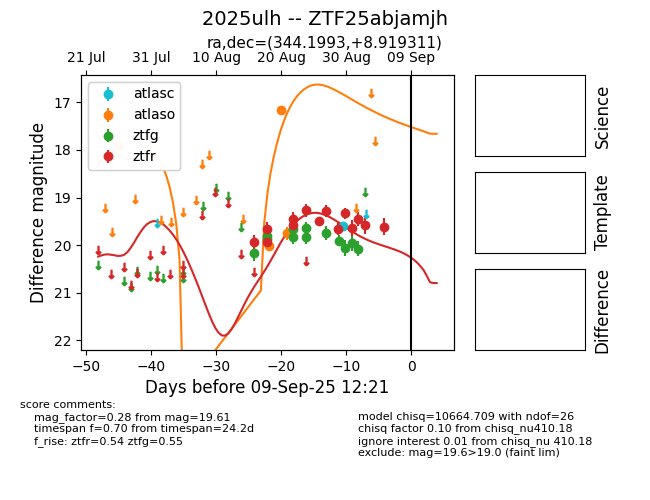 2025ulh -- ZTF25abjamjh
ra,dec=(344.1993,+8.919311)
21 Jul 31 Jul 10 Aug 20 Aug 30 Aug 09 Sep
Difference magnitude
17
18
19
20
21
22
atlasc
atlaso
ztfg
ztfr
−50 −40 −30 −20 −10 0
Days before 09-Sep-25 12:21
Science
Template
Difference
score comments:
mag_factor=0.28 from mag=19.61
timespan f=0.70 from timespan=24.2d
f_rise: ztfr=0.54 ztfg=0.55
model chisq=10664.709 with ndof=26
chisq factor 0.10 from chisq_nu410.18
ignore interest 0.01 from chisq_nu 410.18
exclude: mag=19.6>19.0 (faint lim)